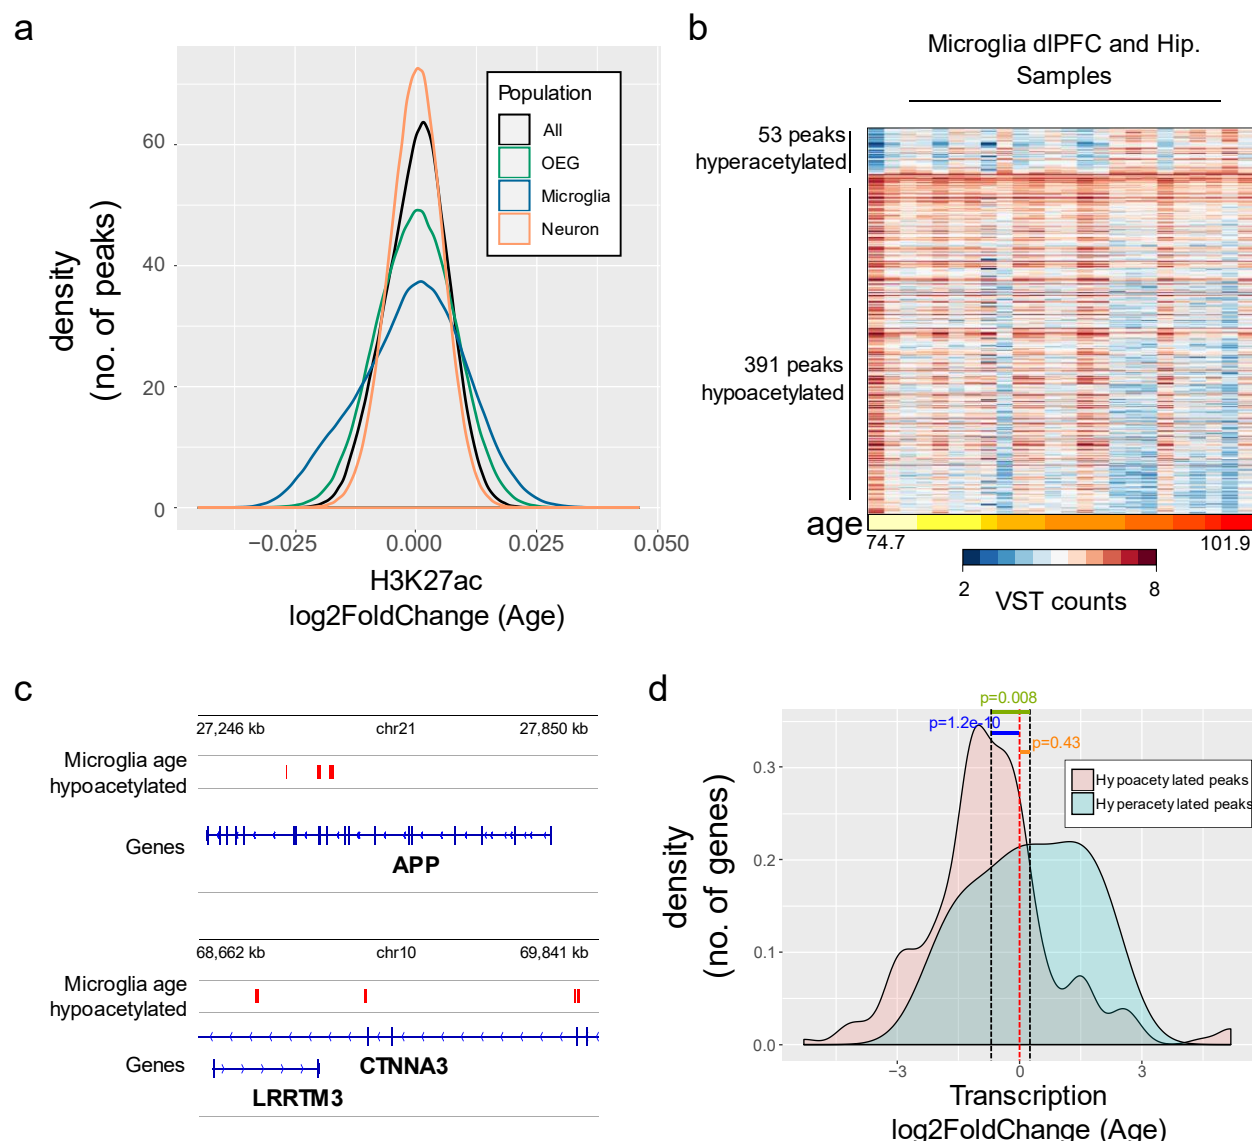 a
density
(no. of peaks)
60
40
20
0
Population
All
OEG
Microglia
Neuron
−0.025
0.000
0.025
0.050
H3K27ac
log2FoldChange (Age)
b
Microglia dlPFC and Hip.
Samples
53 peaks
hyperacetylated
391 peaks
hypoacetylated
age
74.7
101.9
2
8
VST counts
c
27,246 kb
chr21
27,850 kb
Microglia age
hypoacetylated
Genes
APP
68,662 kb
chr10
69,841 kb
Microglia age
hypoacetylated
Genes
CTNNA3
LRRTM3
d
p=0.008
p=1.2e-10
p=0.43
Hypoacetylated peaks
Hyperacetylated peaks
density
(no. of genes)
0.3
0.2
0.1
0.0
−3
0
3
Transcription
log2FoldChange (Age)